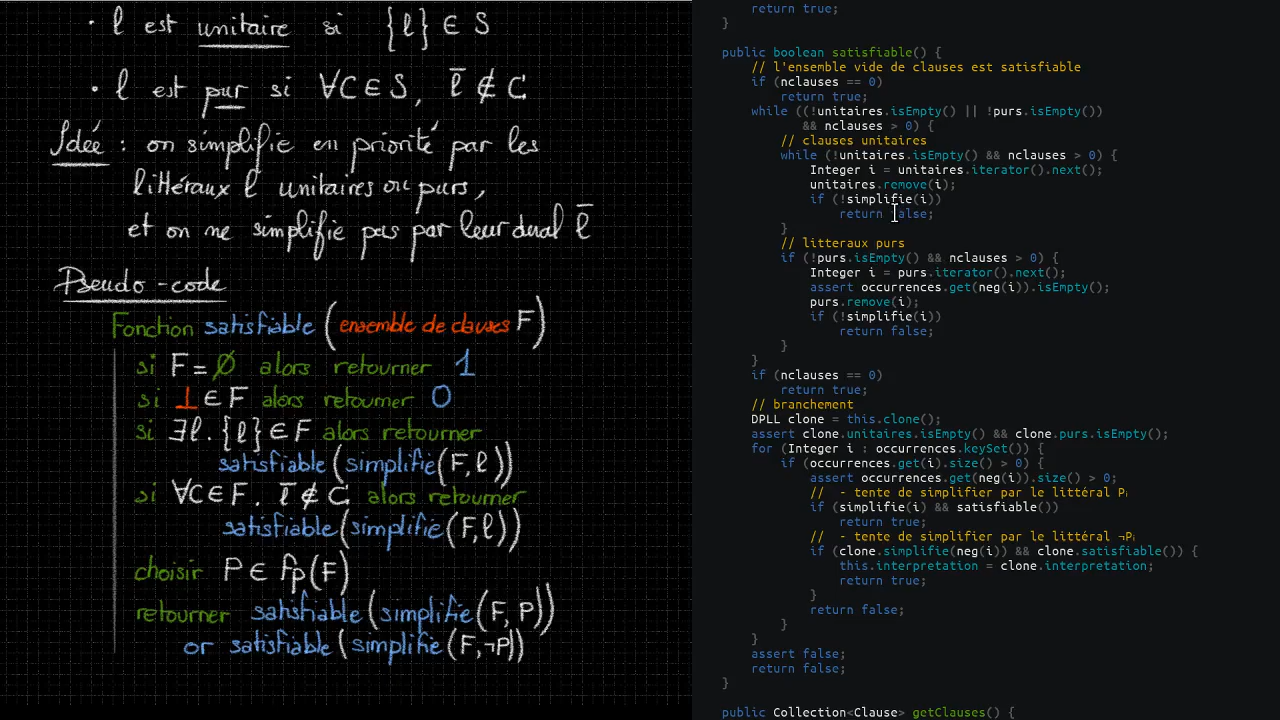 • l est unitaire si {l} ∈ S
• l est pur si ∀C ∈ S, l̄ ∉ C
Idée : on simplifie en priorité par les
littéraux l unitaires ou purs,
et on ne simplifie pas par leur dual l̄
Pseudo-code
Fonction satisfiable (ensemble de clauses F)
si F = ∅ alors retourner 1
si ⊥ ∈ F alors retourner 0
si ∃l. {l} ∈ F alors retourner
satisfiable (simplifie (F, l))
si ∀C ∈ F. l̄ ∉ C alors retourner
satisfiable (simplifie (F, l))
choisir P ∈ fp(F)
retourner satisfiable (simplifie (F, P))
or satisfiable (simplifie (F, ¬P))
return true;
}
public boolean satisfiable() {
// l'ensemble vide de clauses est satisfiable
if (nclauses == 0)
return true;
while ((!unitaires.isEmpty() || !purs.isEmpty())
&& nclauses > 0) {
// clauses unitaires
while (!unitaires.isEmpty() && nclauses > 0) {
Integer i = unitaires.iterator().next();
unitaires.remove(i);
if (!simplifie(i))
return false;
}
// litteraux purs
if (!purs.isEmpty() && nclauses > 0) {
Integer i = purs.iterator().next();
assert occurrences.get(neg(i)).isEmpty();
purs.remove(i);
if (!simplifie(i))
return false;
}
}
if (nclauses == 0)
return true;
// branchement
DPLL clone = this.clone();
assert clone.unitaires.isEmpty() && clone.purs.isEmpty();
for (Integer i : occurrences.keySet()) {
if (occurrences.get(i).size() > 0) {
assert occurrences.get(neg(i)).size() > 0;
// - tente de simplifier par le littéral Pᵢ
if (simplifie(i) && satisfiable())
return true;
// - tente de simplifier par le littéral ¬Pᵢ
if (clone.simplifie(neg(i)) && clone.satisfiable()) {
this.interpretation = clone.interpretation;
return true;
}
return false;
}
}
assert false;
return false;
}
public Collection<Clause> getClauses() {